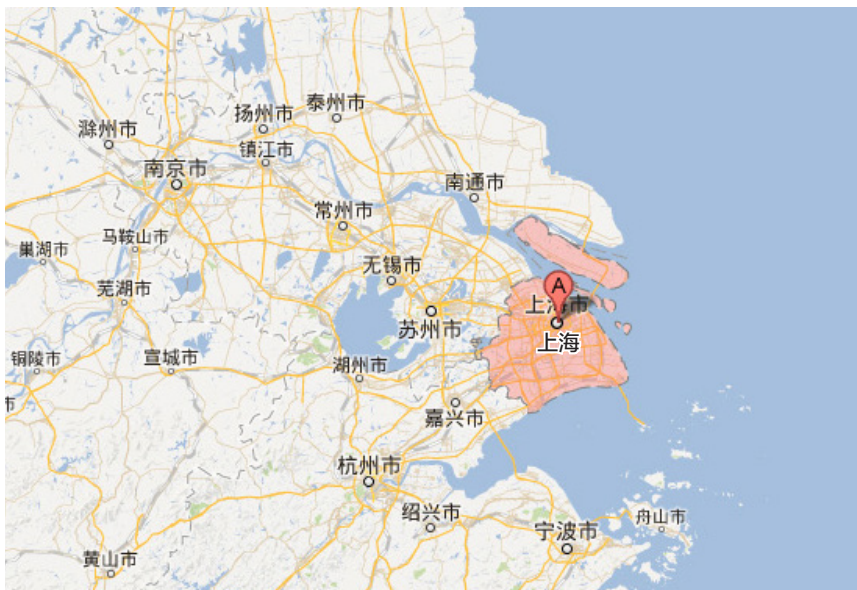 泰州市
扬州市
滁州市
镇江市
南京市
南通市
常州市
马鞍山市
巢湖市
无锡市
芜湖市
A
上海市
苏州市
上海
铜陵市
宣城市
湖州市
市
嘉兴市
杭州市
绍兴市
舟山市
宁波市
黄山市